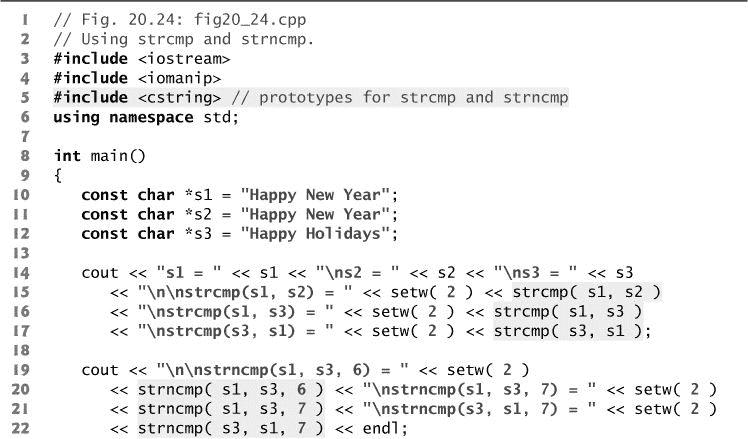 1 // Fig. 20.24: fig20_24.cpp
2 // Using strcmp and strncmp.
3 #include <iostream>
4 #include <iomanip>
5 #include <cstring> // prototypes for strcmp and strncmp
6 using namespace std;
7
8 int main()
9 {
10    const char *s1 = "Happy New Year";
11    const char *s2 = "Happy New Year";
12    const char *s3 = "Happy Holidays";
13
14    cout << "s1 = " << s1 << "\ns2 = " << s2 << "\ns3 = " << s3
15       << "\n\nstrcmp(s1, s2) = " << setw( 2 ) << strcmp( s1, s2 )
16       << "\nstrcmp(s1, s3) = " << setw( 2 ) << strcmp( s1, s3 )
17       << "\nstrcmp(s3, s1) = " << setw( 2 ) << strcmp( s3, s1 );
18
19    cout << "\n\nstrncmp(s1, s3, 6) = " << setw( 2 )
20       << strncmp( s1, s3, 6 ) << "\nstrncmp(s1, s3, 7) = " << setw( 2 )
21       << strncmp( s1, s3, 7 ) << "\nstrncmp(s3, s1, 7) = " << setw( 2 )
22       << strncmp( s3, s1, 7 ) << endl;